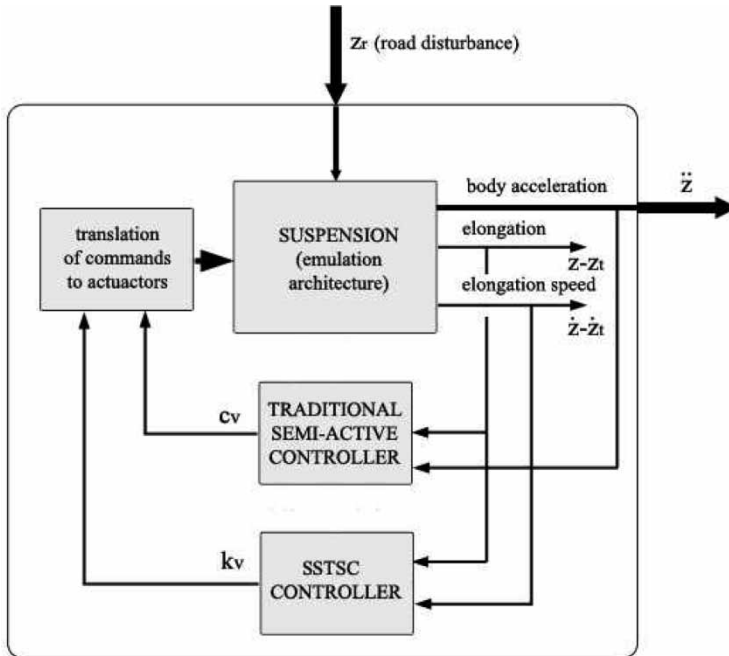 zr (road disturbance)
z̈
body acceleration
translation
of commands
to actuactors
SUSPENSION
(emulation
architecture)
elongation
z-zt
elongation speed
ż-żt
cv
TRADITIONAL
SEMI-ACTIVE
CONTROLLER
kv
SSTSC
CONTROLLER